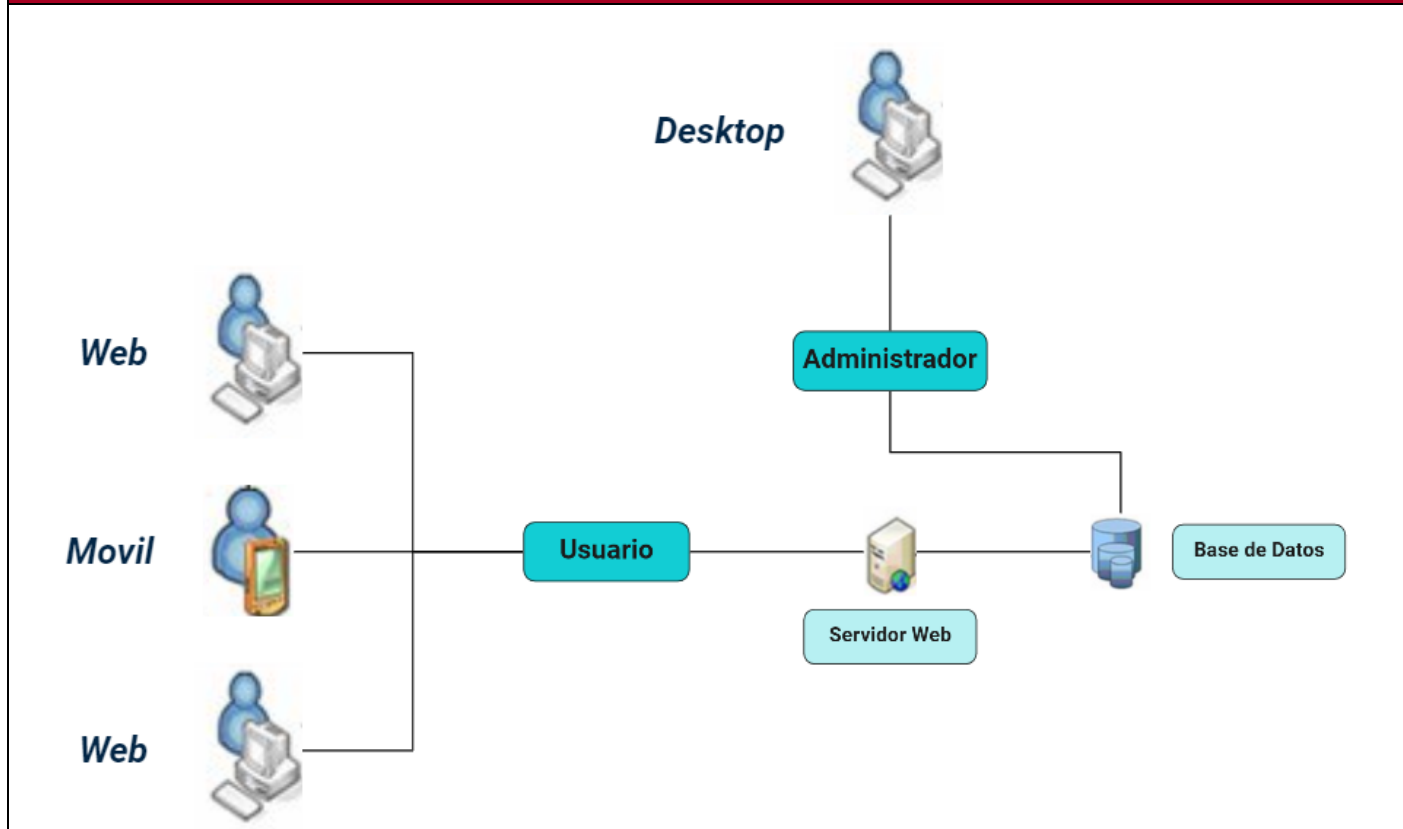 Desktop
Web
Administrador
Movil
Usuario
Base de Datos
Servidor Web
Web